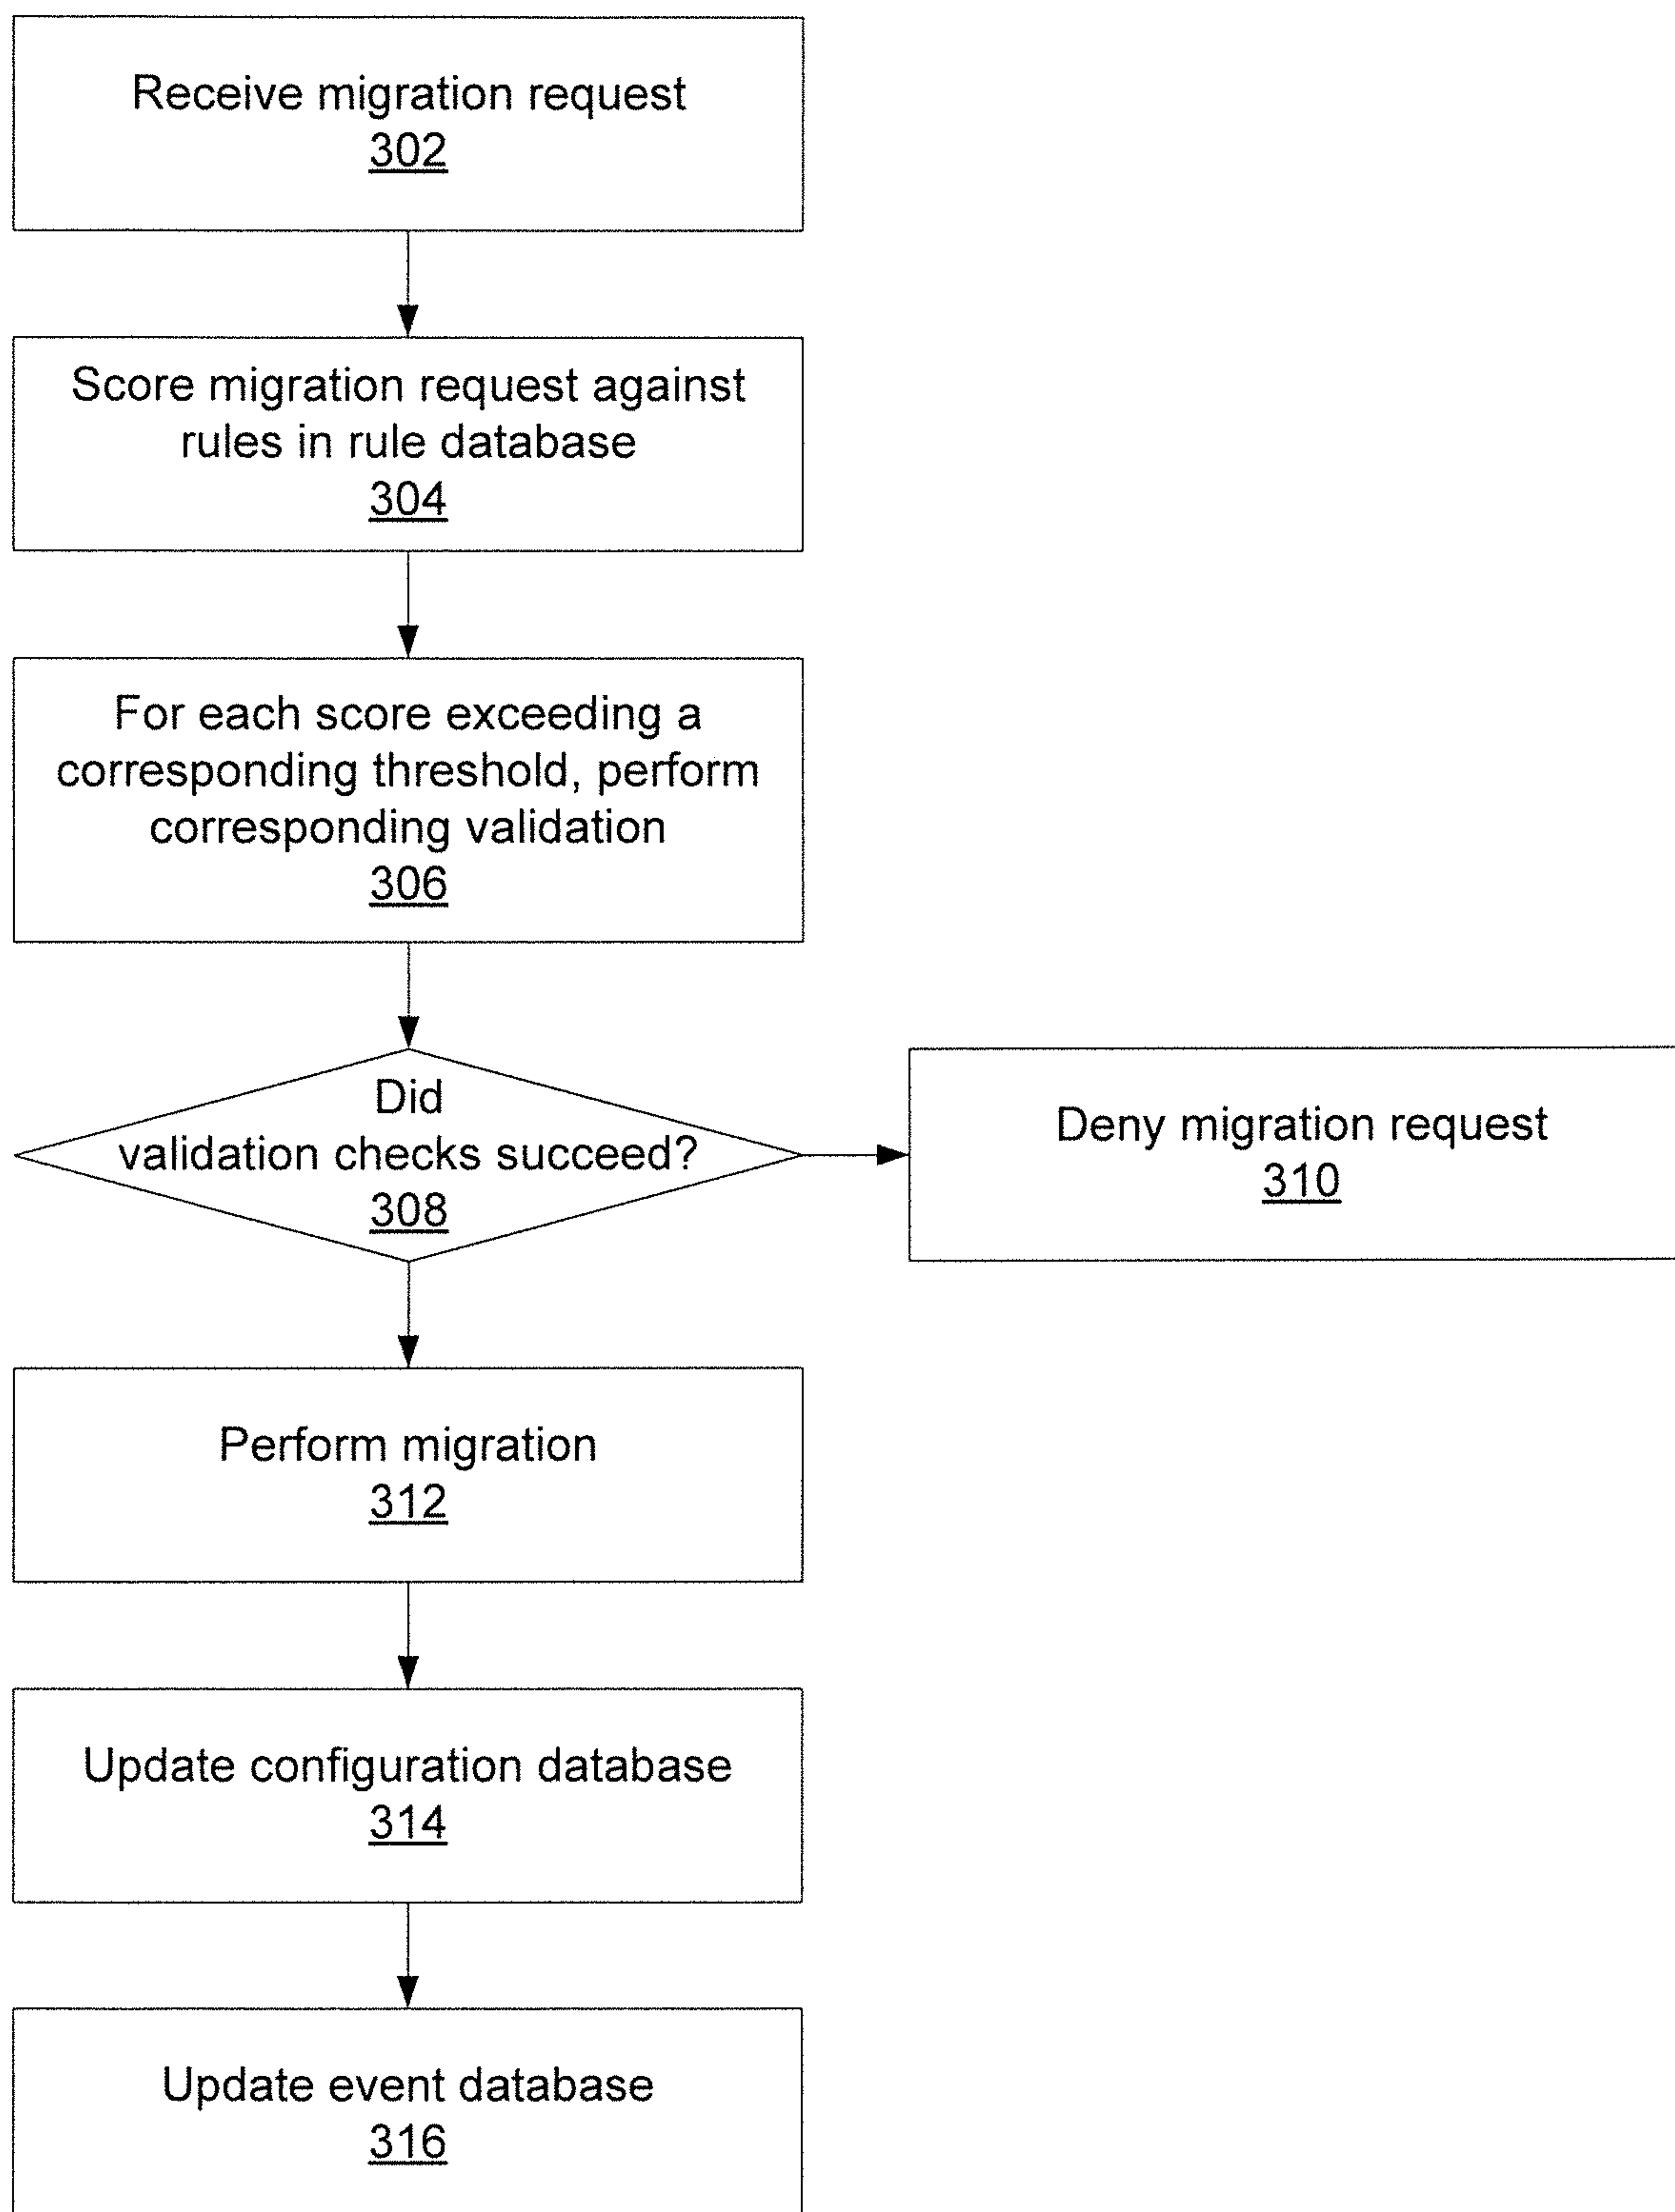 Receive migration request
302
Score migration request against
rules in rule database
304
For each score exceeding a
corresponding threshold, perform
corresponding validation
306
Did
validation checks succeed?
308
Deny migration request
310
Perform migration
312
Update configuration database
314
Update event database
316